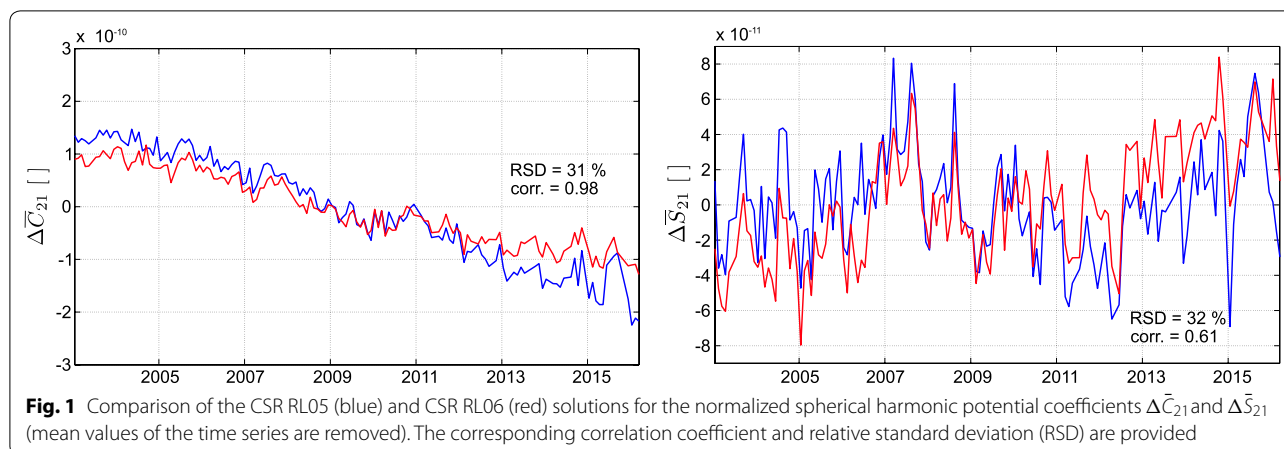 x 10⁻¹⁰
3
2
1
0
-1
-2
-3
ΔC̅₂₁ [ ]
RSD = 31 %
corr. = 0.98
2005 2007 2009 2011 2013 2015
x 10⁻¹¹
8
6
4
2
0
-2
-4
-6
-8
ΔS̅₂₁ [ ]
RSD = 32 %
corr. = 0.61
2005 2007 2009 2011 2013 2015
Fig. 1 Comparison of the CSR RL05 (blue) and CSR RL06 (red) solutions for the normalized spherical harmonic potential coefficients ΔC̄₂₁ and ΔS̄₂₁
(mean values of the time series are removed). The corresponding correlation coefficient and relative standard deviation (RSD) are provided